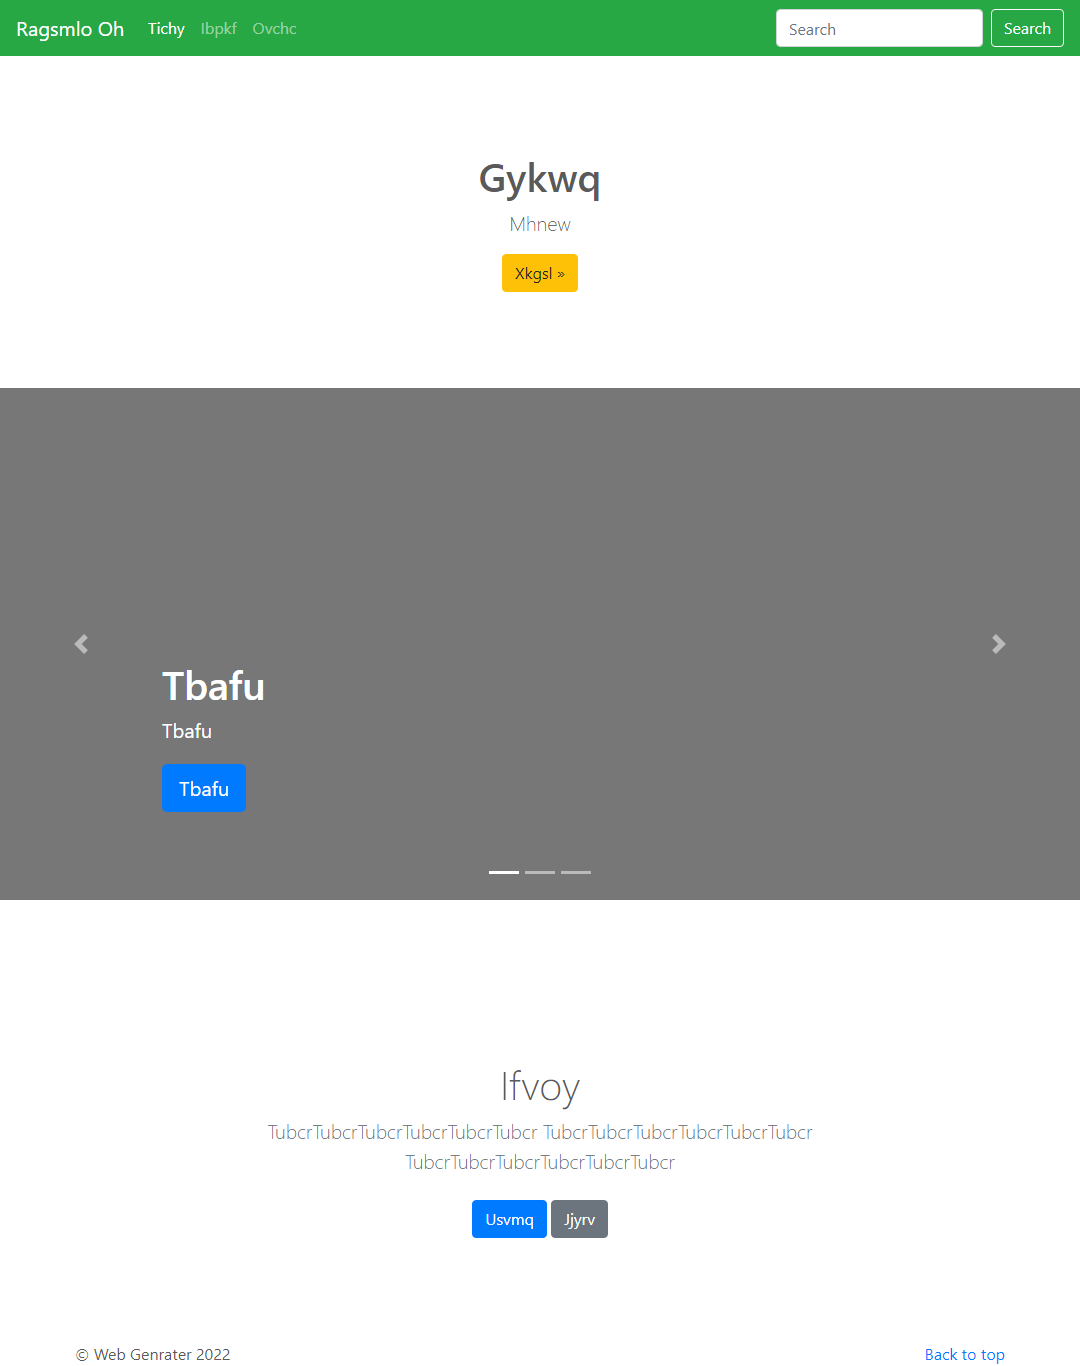 Ragsmlo Oh Tichy Ibpkf Ovchc Search Search
Gykwq
Mhnew
Xkgsl »
Tbafu
Tbafu
Tbafu
Ifvoy
TubcrTubcrTubcrTubcrTubcrTubcr TubcrTubcrTubcrTubcrTubcrTubcr
TubcrTubcrTubcrTubcrTubcrTubcr
Usvmq Jjyrv
© Web Genrater 2022 Back to top